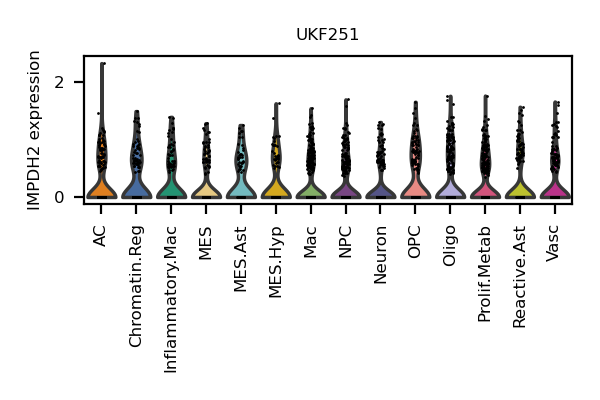 UKF251
IMPDH2 expression
2
0
AC
Chromatin.Reg
Inflammatory.Mac
MES
MES.Ast
MES.Hyp
Mac
NPC
Neuron
OPC
Oligo
Prolif.Metab
Reactive.Ast
Vasc